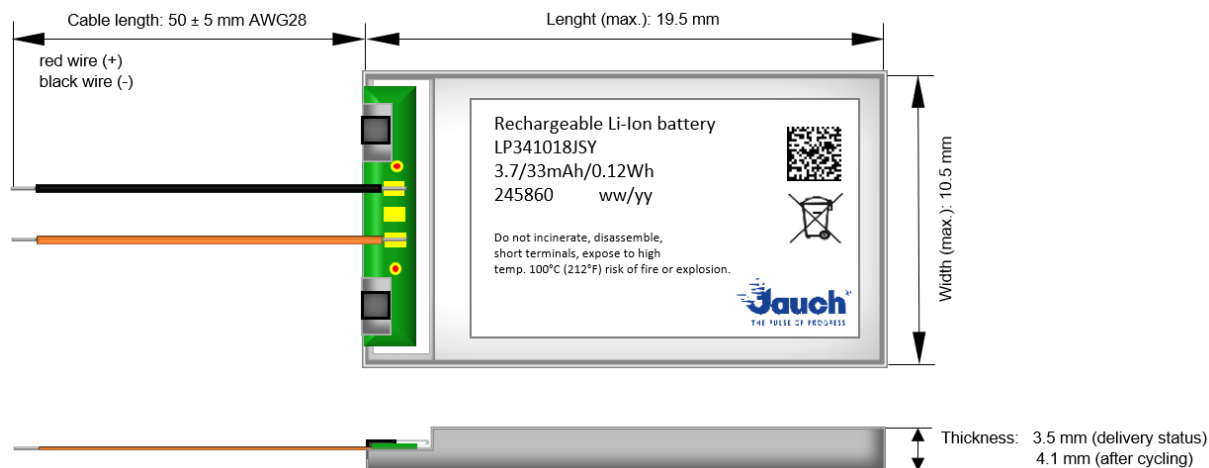 Cable length: 50 ± 5 mm AWG28
Lenght (max.): 19.5 mm
red wire (+)
black wire (-)
Rechargeable Li-Ion battery
LP341018JSY
3.7/33mAh/0.12Wh
245860 ww/yy
Do not incinerate, disassemble,
short terminals, expose to high
temp. 100°C (212°F) risk of fire or explosion.
Jauch
THE PULSE OF PROGRESS
Width (max.): 10.5 mm
Thickness: 3.5 mm (delivery status)
4.1 mm (after cycling)